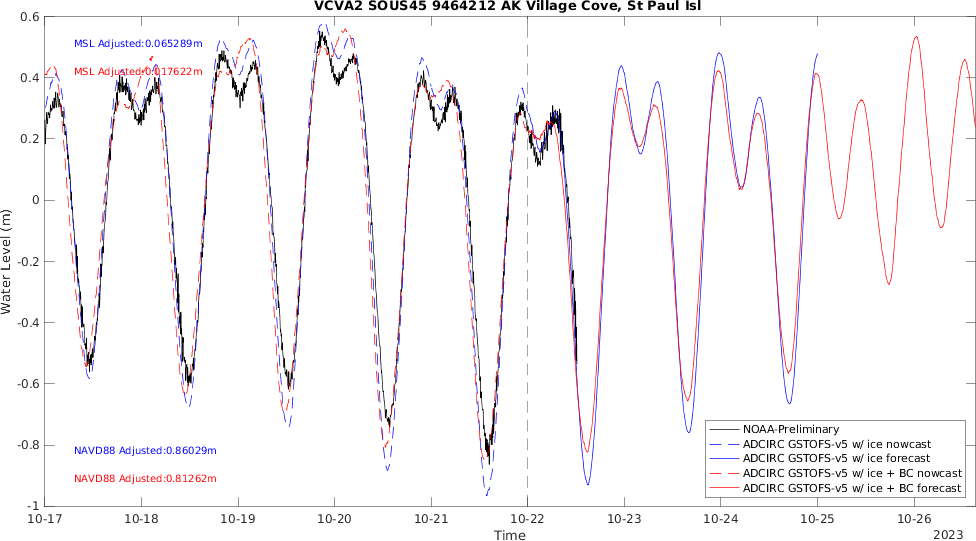 VCVA2 SOUS45 9464212 AK Village Cove, St Paul Isl
0.6
0.4
0.2
0
-0.2
-0.4
-0.6
-0.8
-1
Water Level (m)
MSL Adjusted:0.065289m
MSL Adjusted:0.017622m
NAVD88 Adjusted:0.86029m
NAVD88 Adjusted:0.81262m
NOAA-Preliminary
ADCIRC GSTOFS-v5 w/ ice nowcast
ADCIRC GSTOFS-v5 w/ ice forecast
ADCIRC GSTOFS-v5 w/ ice + BC nowcast
ADCIRC GSTOFS-v5 w/ ice + BC forecast
10-17 10-18 10-19 10-20 10-21 10-22 10-23 10-24 10-25 10-26
Time
2023